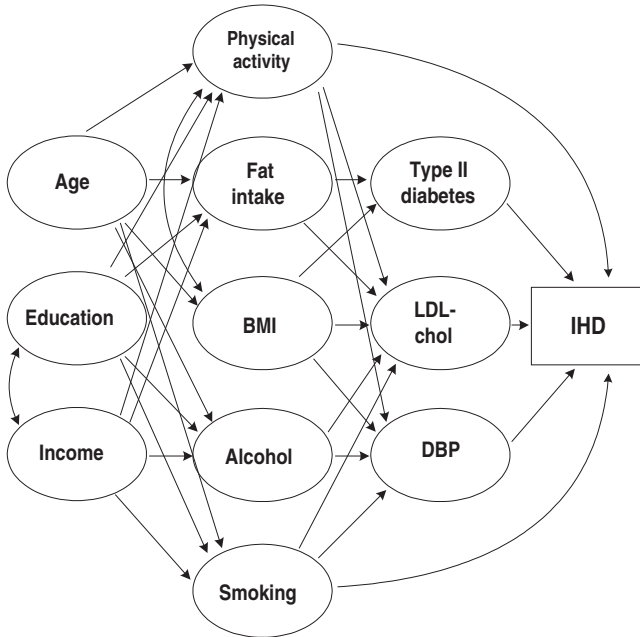 Physical
activity
Age
Fat
intake
Type II
diabetes
Education
BMI
LDL-
chol
IHD
Income
Alcohol
DBP
Smoking